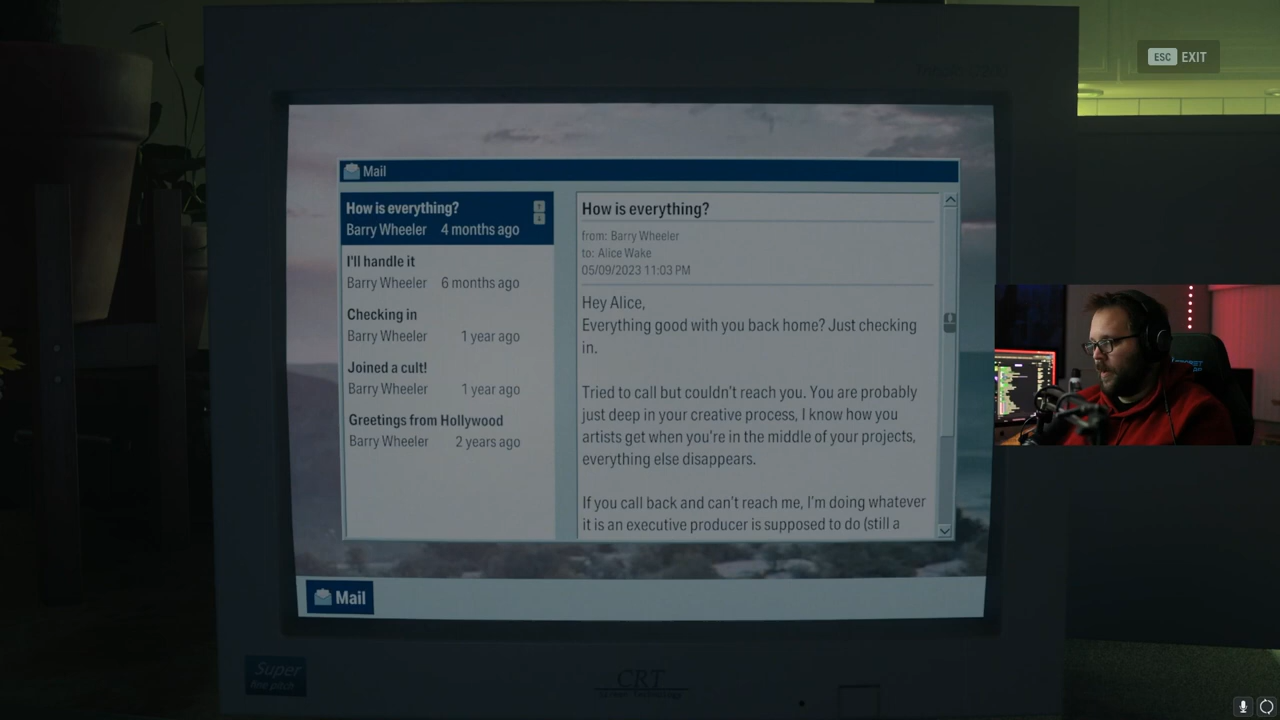 ESC EXIT
Mail
How is everything?
Barry Wheeler 4 months ago
I'll handle it
Barry Wheeler 6 months ago
Checking in
Barry Wheeler 1 year ago
Joined a cult!
Barry Wheeler 1 year ago
Greetings from Hollywood
Barry Wheeler 2 years ago
How is everything?
from: Barry Wheeler
to: Alice Wake
05/09/2023 11:03 PM
Hey Alice,
Everything good with you back home? Just checking
in.
Tried to call but couldn't reach you. You are probably
just deep in your creative process, I know how you
artists get when you're in the middle of your projects,
everything else disappears.
If you call back and can't reach me, I'm doing whatever
it is an executive producer is supposed to do (still a
Mail
Super
fine pitch
CRT